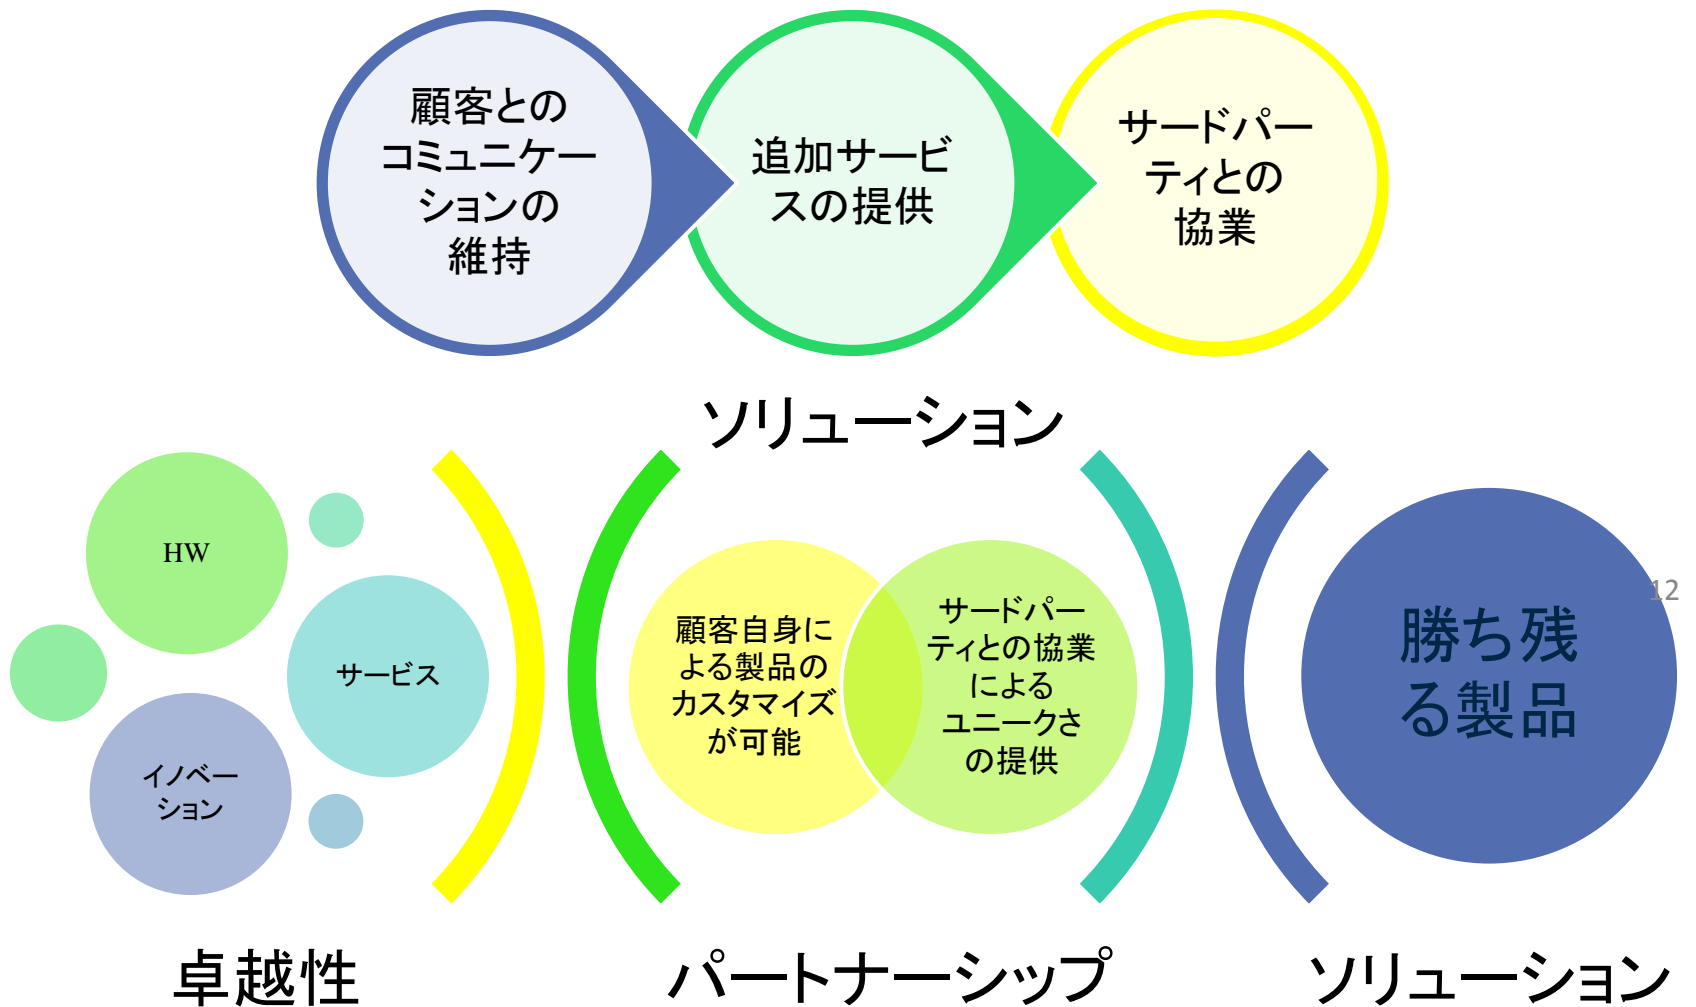 顧客との
コミュニケー
ションの
維持
追加サービ
スの提供
サードパー
ティとの
協業
ソリューション
HW
サービス
イノベー
ション
顧客自身に
よる製品の
カスタマイズ
が可能
サードパー
ティとの協業
による
ユニークさ
の提供
12
勝ち残
る製品
卓越性
パートナーシップ
ソリューション